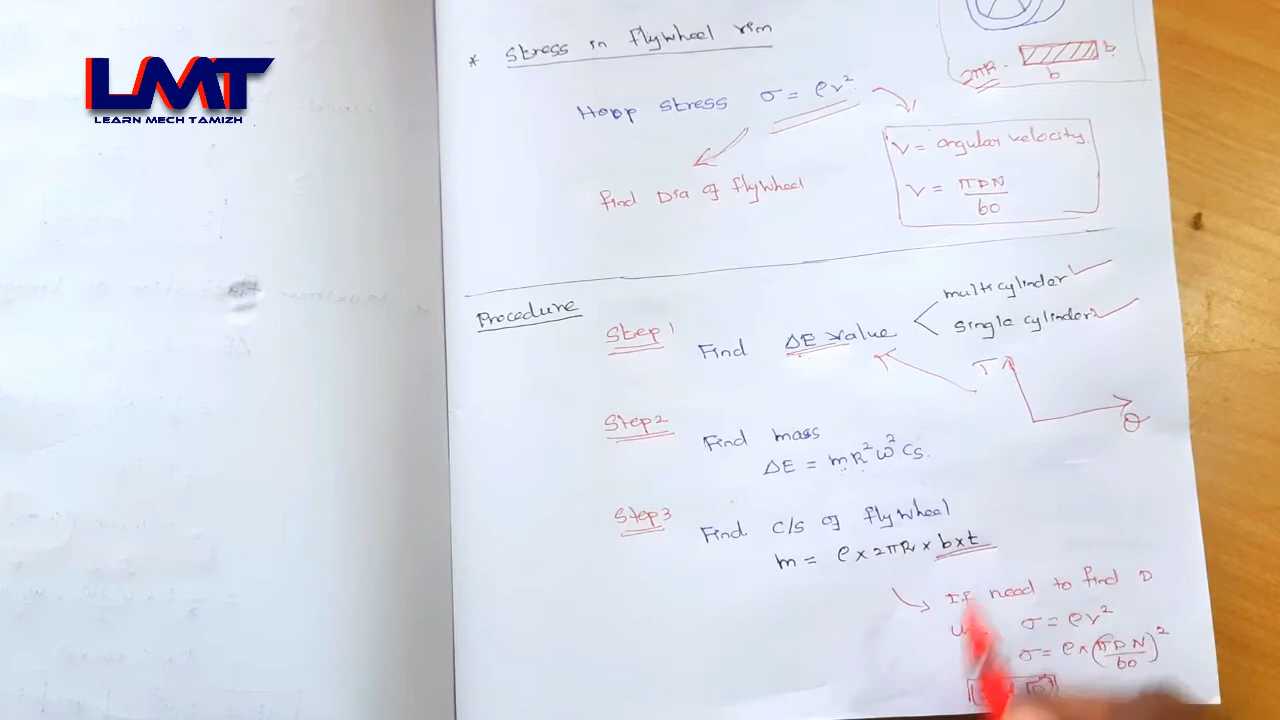 LMT
LEARN MECH TAMIZH
* Stress in flywheel rim
2πR.
b
Hoop stress σ = ρv²
V = angular velocity
V = πDN/60
find Dia of flywheel
Procedure
Step 1
Find ΔE value
multicylinder
single cylinder
T
θ
Step 2
Find mass
ΔE = mR²ω²Cs.
Step 3
Find c/s of flywheel
m = ρ × 2πR × b×t
If need to find D
σ = ρv²
σ = ρ × (πDN/60)²